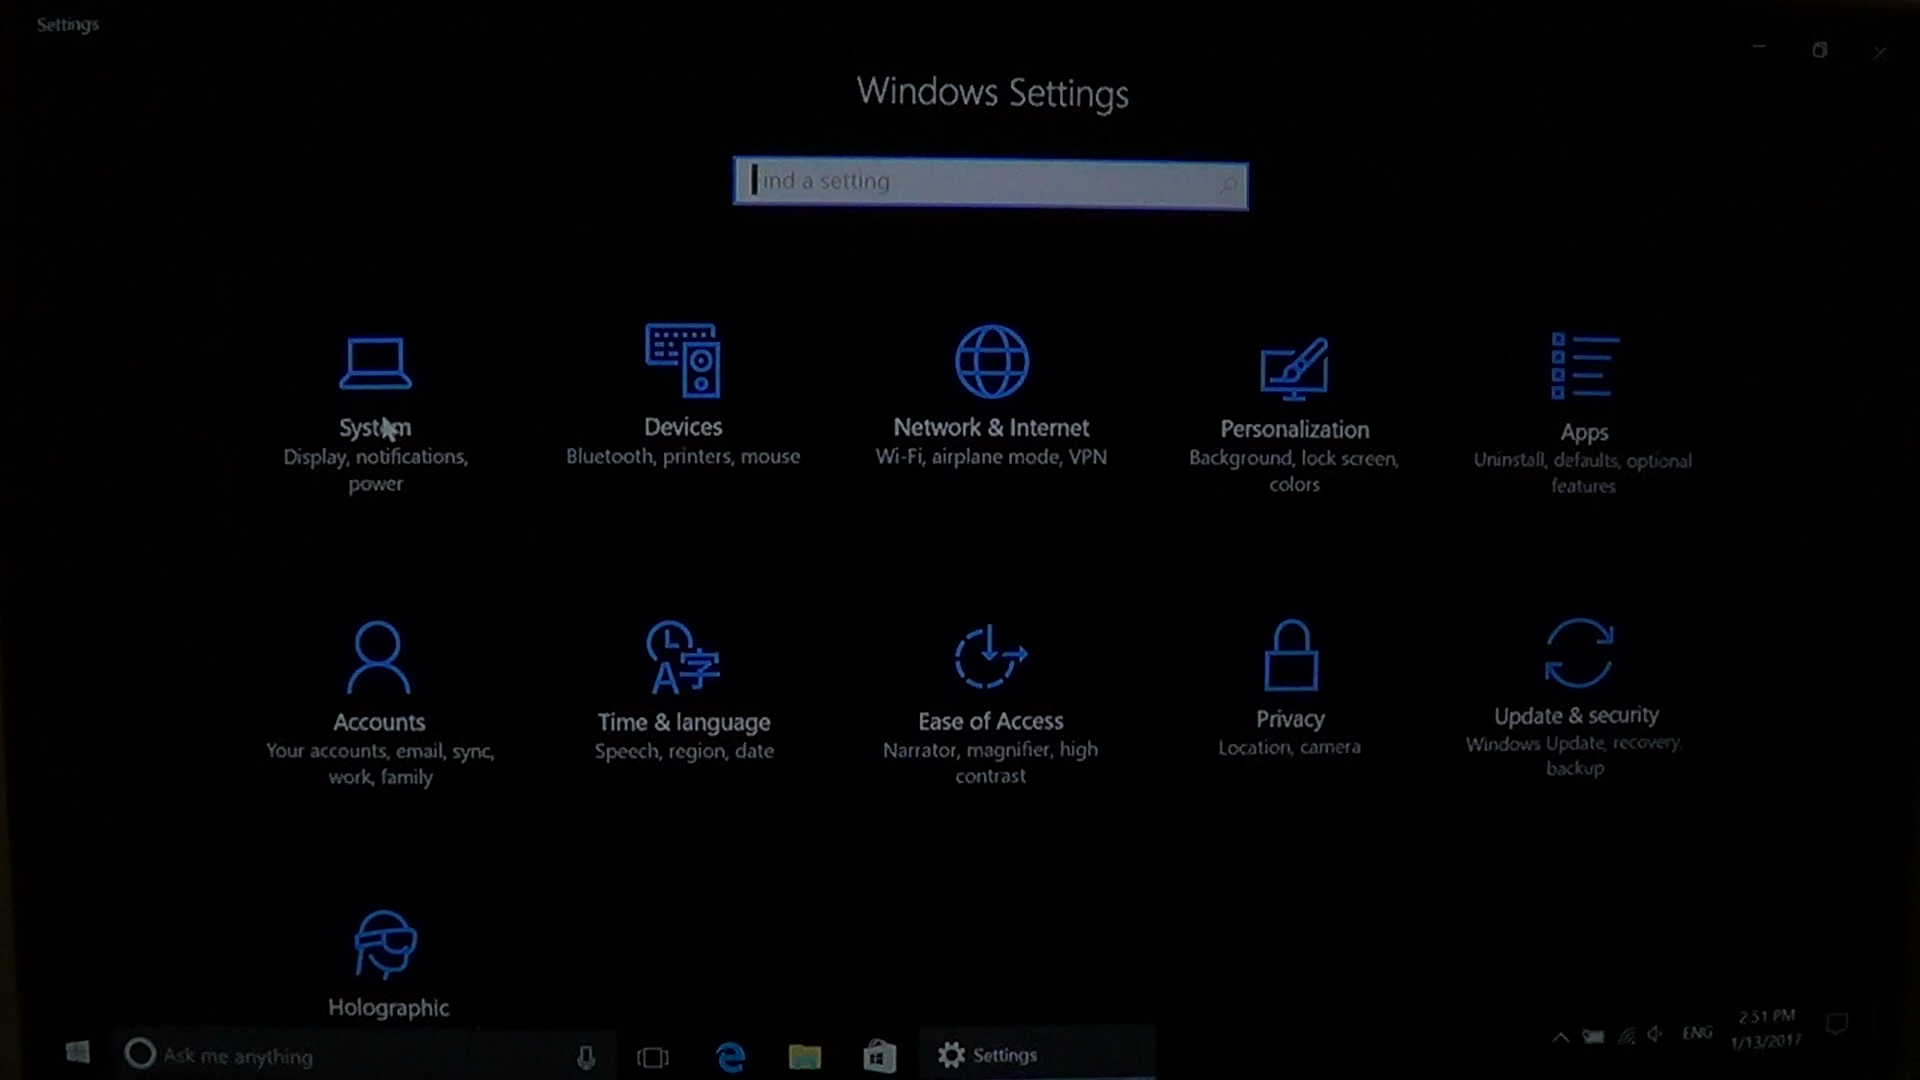 Settings
Windows Settings
ind a setting
System
Display, notifications,
power
Devices
Bluetooth, printers, mouse
Network & Internet
Wi-Fi, airplane mode, VPN
Personalization
Background, lock screen,
colors
Apps
Uninstall, defaults, optional
features
Accounts
Your accounts, email, sync,
work, family
Time & language
Speech, region, date
Ease of Access
Narrator, magnifier, high
contrast
Privacy
Location, camera
Update & security
Windows Update, recovery,
backup
Holographic
Ask me anything
Settings
ENG
2:51 PM
1/13/2017